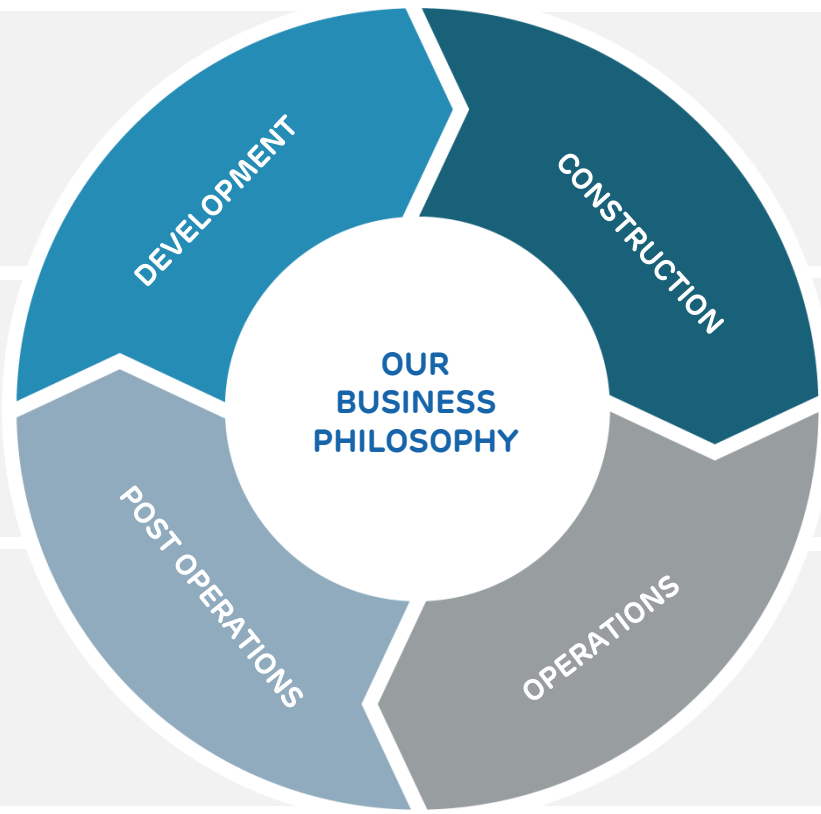 DEVELOPMENT
CONSTRUCTION
OUR
BUSINESS
PHILOSOPHY
POST OPERATIONS
OPERATIONS